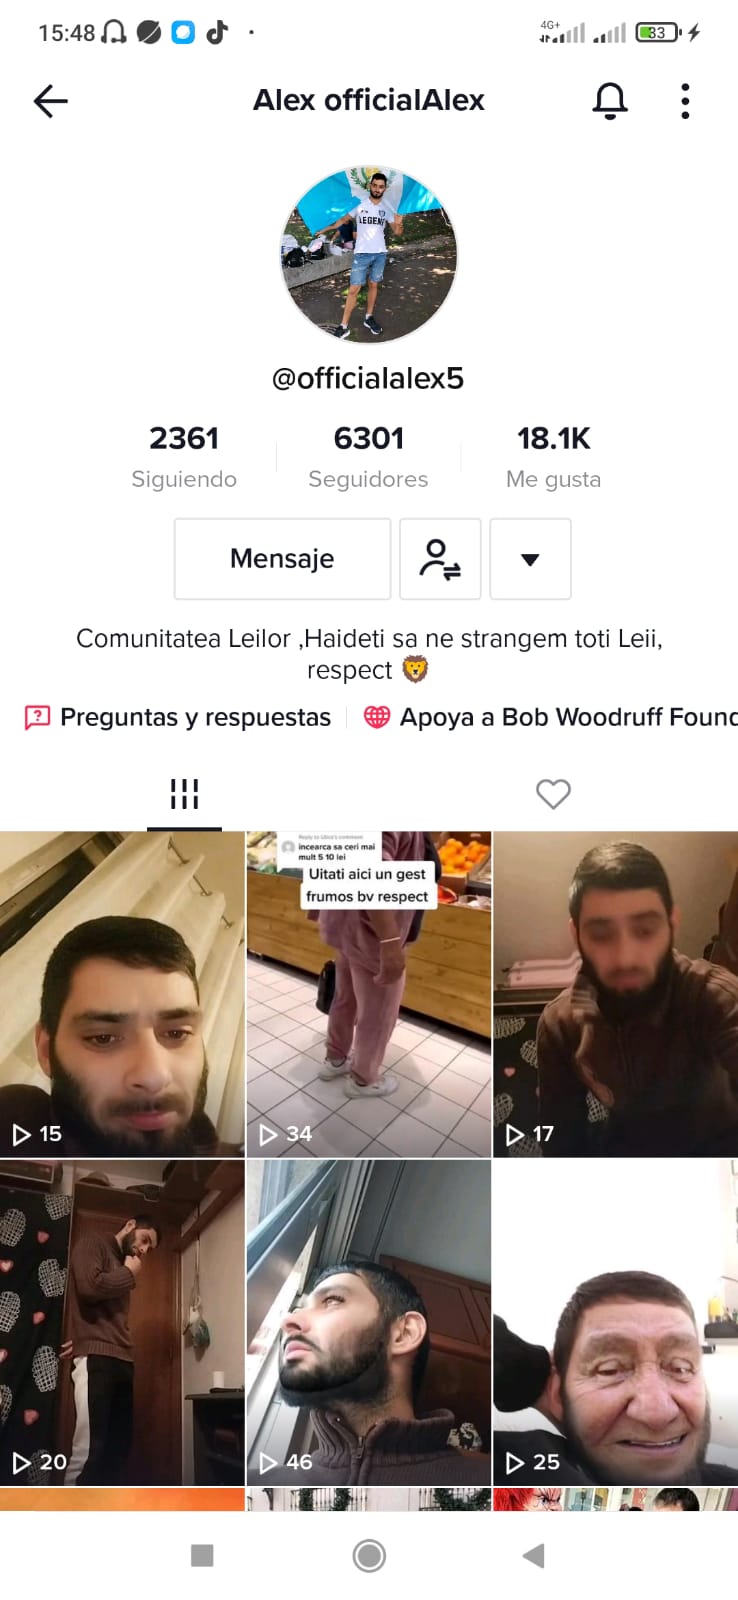 15:48
4G+
33
Alex officialAlex
LEGEND
@officialalex5
2361
6301
18.1K
Siguiendo
Seguidores
Me gusta
Mensaje
Comunitatea Leilor ,Haideti sa ne strangem toti Leii,
respect 🦁
Preguntas y respuestas
Apoya a Bob Woodruff Found
Reply to 's comment
incearca sa ceri mai
mult 5 10 lei
Uitati aici un gest
frumos bv respect
15
34
17
20
46
25